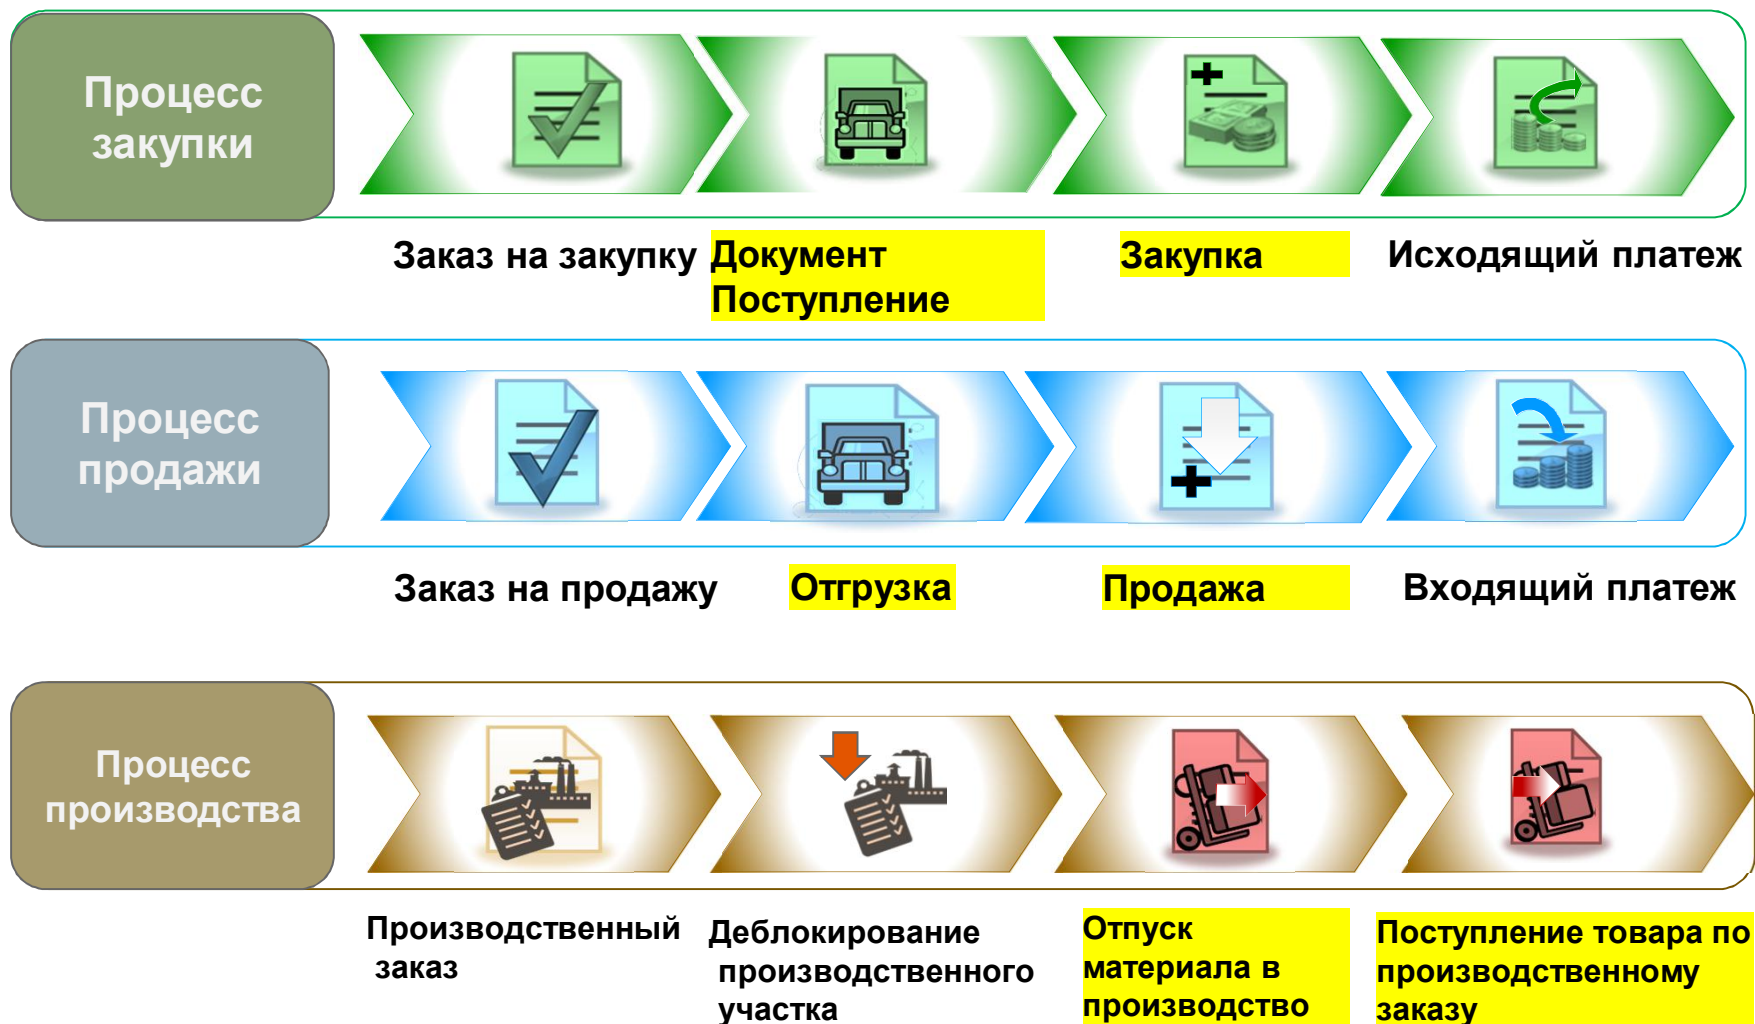 Процесс
закупки
Заказ на закупку
Документ
Поступление
Закупка
Исходящий платеж
Процесс
продажи
Заказ на продажу
Отгрузка
Продажа
Входящий платеж
Процесс
производства
Производственный
заказ
Деблокирование
производственного
участка
Отпуск
материала в
производство
Поступление товара по
производственному
заказу